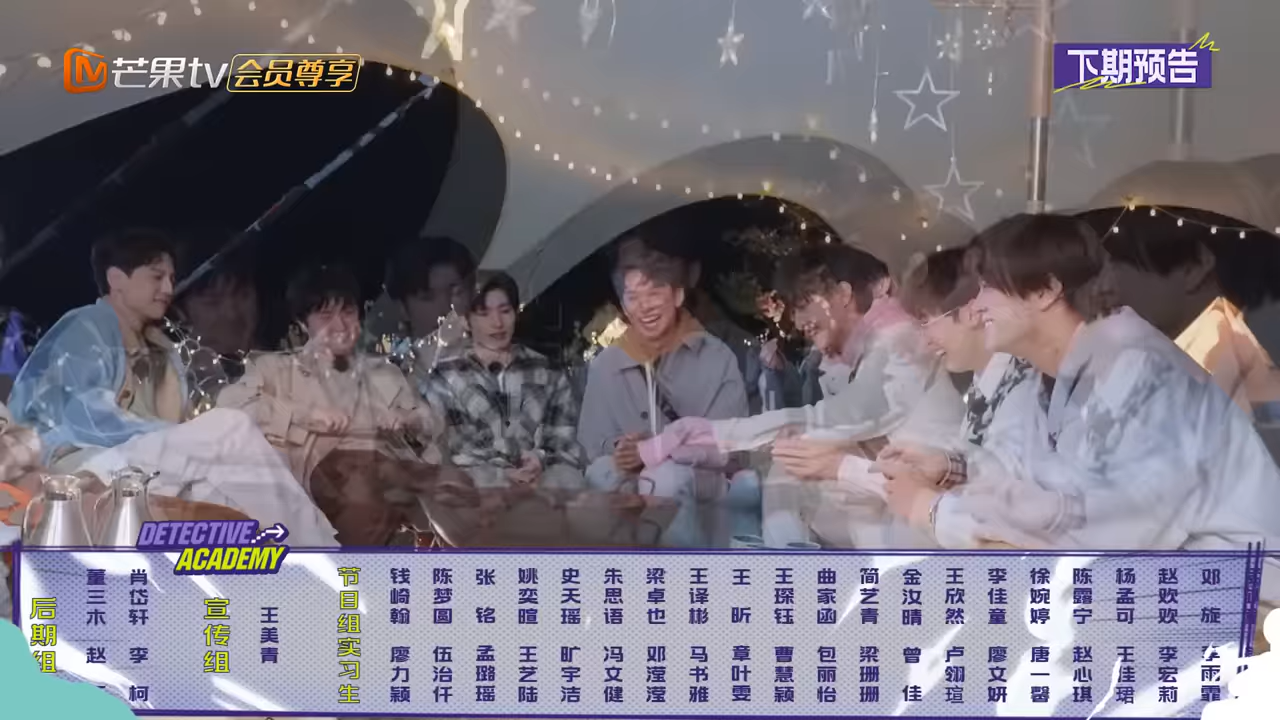 芒果tv会员尊享
下期预告
DETECTIVE
ACADEMY
后期组
董三木 赵
肖岱轩 李 柯
宣传组
王美青
节目组实习生
钱崎翰 廖力颖
陈梦圆 伍治仟
张 铭 孟璐瑶
姚奕暄 王艺陆
史天瑶 旷宇洁
朱思语 冯文健
梁卓也 邓滢滢
王译彬 马书雅
王 昕 章叶雯
王琛钰 曹慧颖
曲家函 包丽怡
简艺青 梁珊珊
金汝晴 曾 佳
王欣然 卢翎瑄
李佳童 廖文妍
徐婉婷 唐一馨
陈露宁 赵心琪
杨孟可 王佳珺
赵欢欢 李宏莉
邓 旋 李雨霏